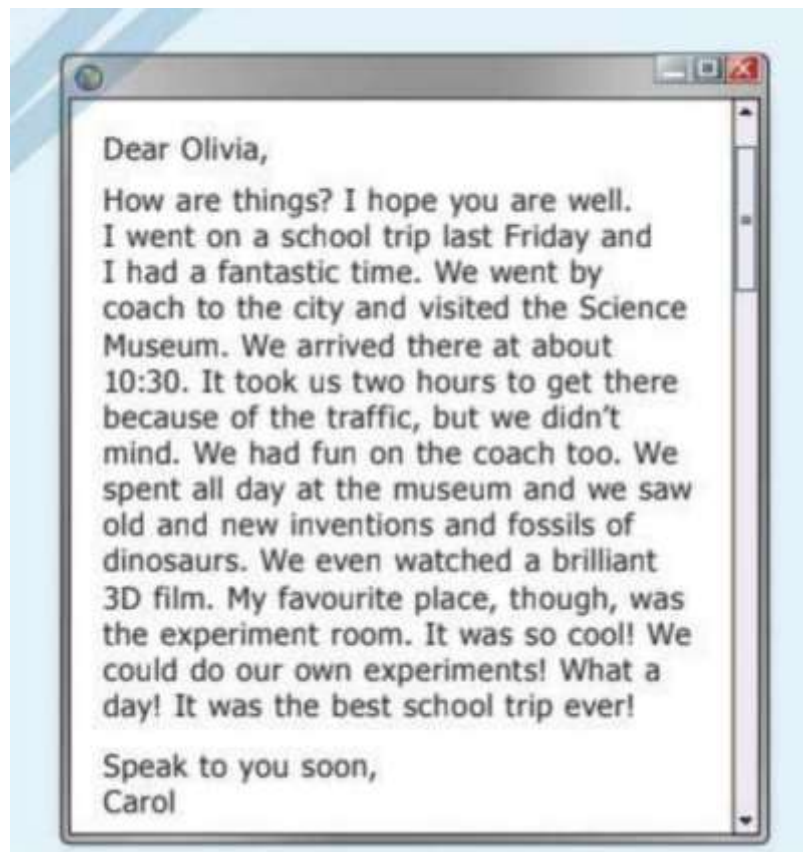 Dear Olivia,
How are things? I hope you are well.
I went on a school trip last Friday and
I had a fantastic time. We went by
coach to the city and visited the Science
Museum. We arrived there at about
10:30. It took us two hours to get there
because of the traffic, but we didn't
mind. We had fun on the coach too. We
spent all day at the museum and we saw
old and new inventions and fossils of
dinosaurs. We even watched a brilliant
3D film. My favourite place, though, was
the experiment room. It was so cool! We
could do our own experiments! What a
day! It was the best school trip ever!
Speak to you soon,
Carol